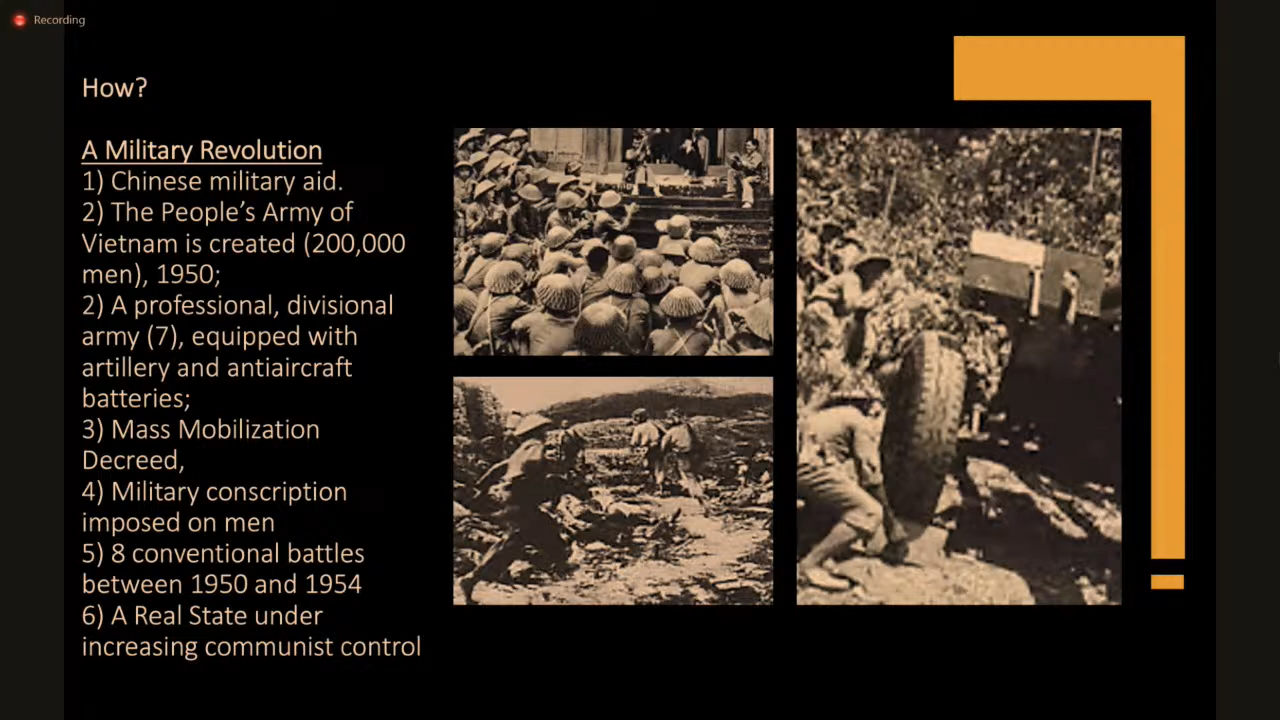 Recording
How?
A Military Revolution
1) Chinese military aid.
2) The People’s Army of
Vietnam is created (200,000
men), 1950;
2) A professional, divisional
army (7), equipped with
artillery and antiaircraft
batteries;
3) Mass Mobilization
Decreed,
4) Military conscription
imposed on men
5) 8 conventional battles
between 1950 and 1954
6) A Real State under
increasing communist control